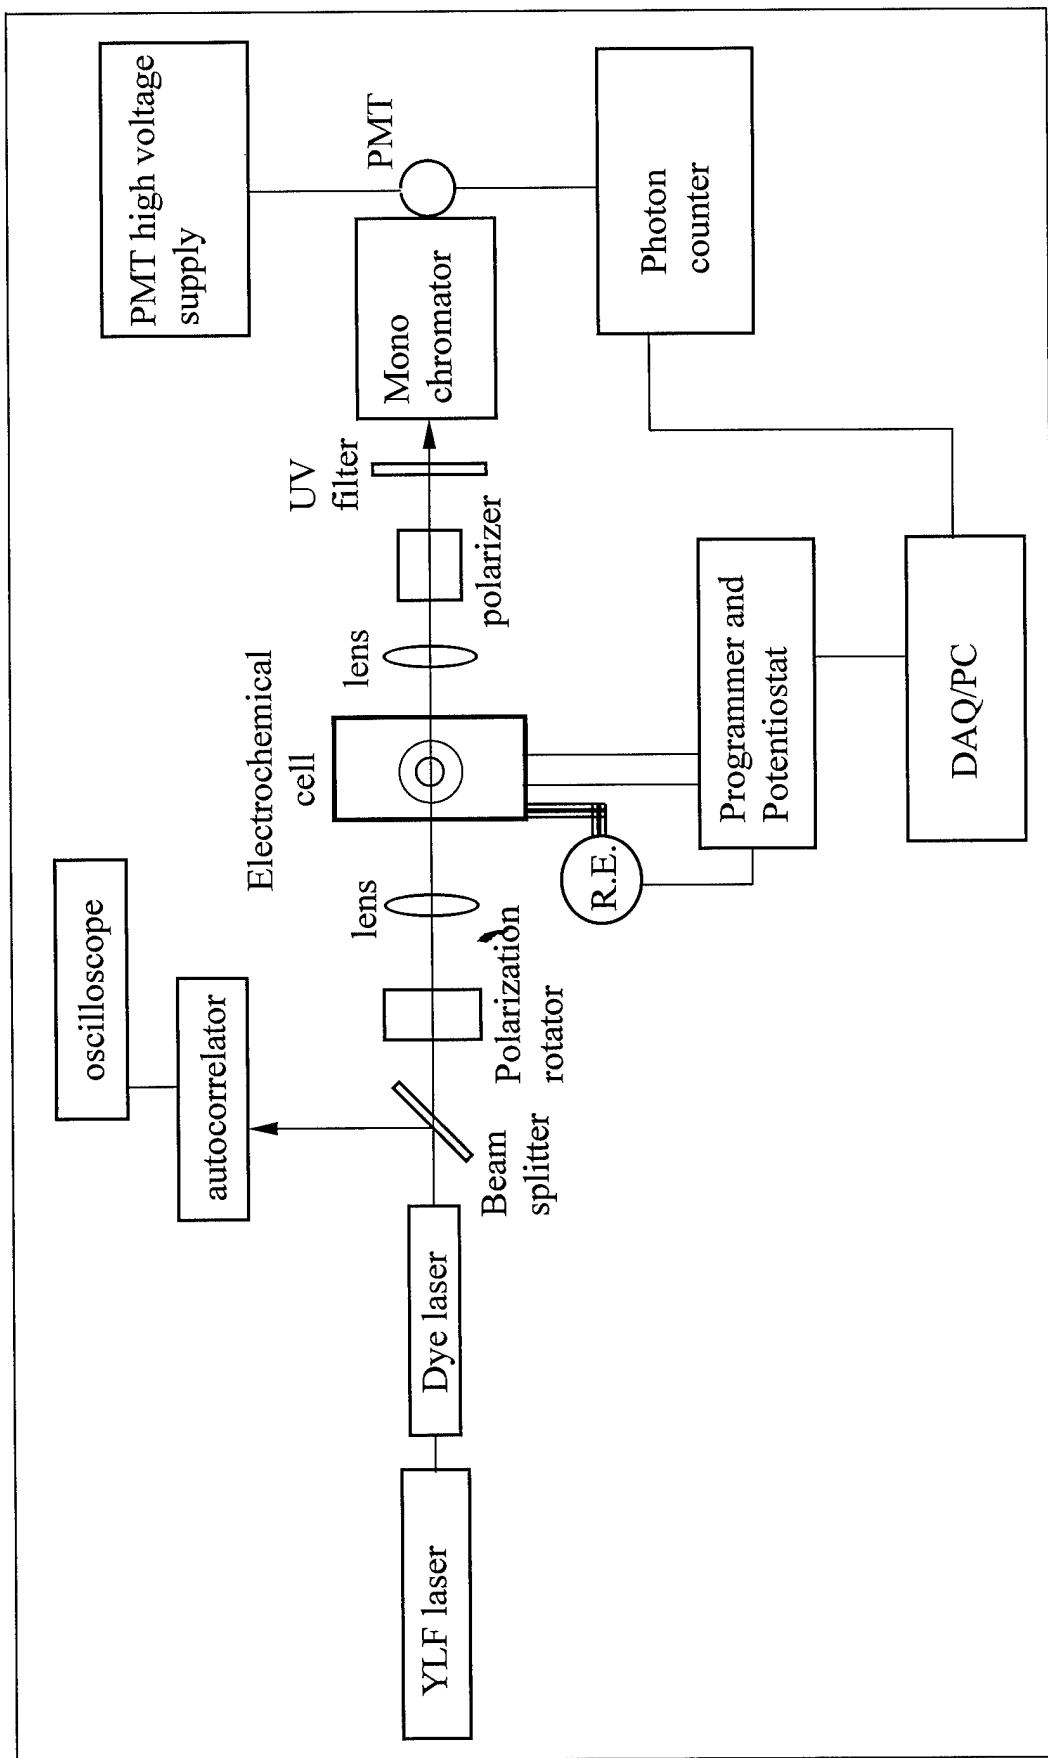 PMT high voltage
supply
oscilloscope
autocorrelator
Electrochemical
cell
UV
filter
lens
lens
PMT
YLF laser
Dye laser
Mono
chromator
Beam
splitter
Polarization
rotator
polarizer
R.E.
Photon
counter
Programmer and
Potentiostat
DAQ/PC